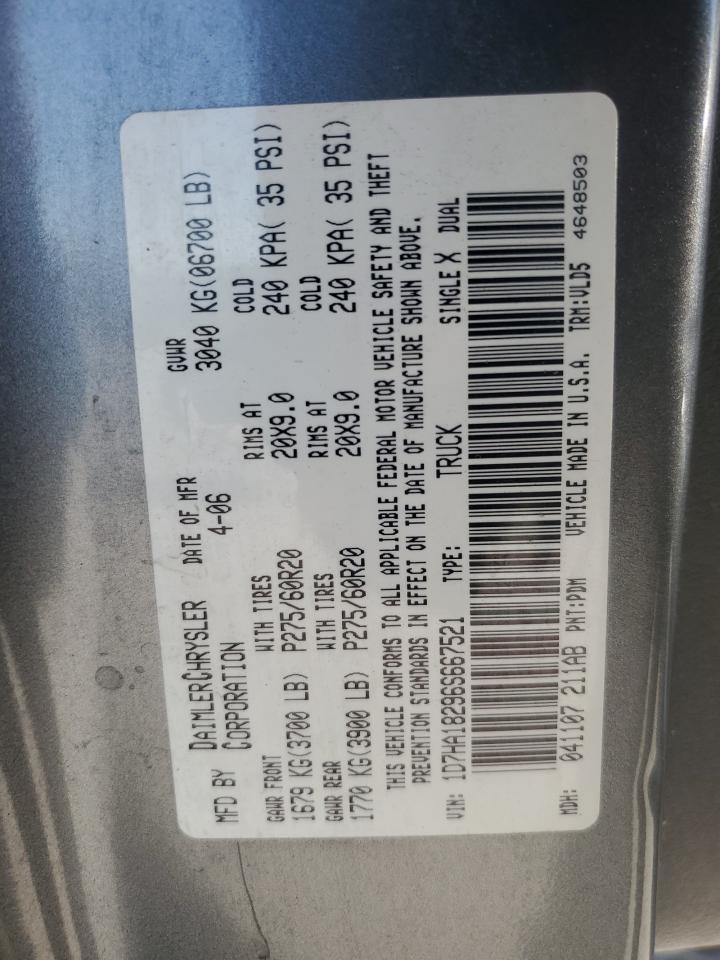 MFD BY DAIMLERCHRYSLER DATE OF MFR GVWR
CORPORATION 4-06 3040 KG(06700 LB)
GAWR FRONT WITH TIRES RIMS AT COLD
1679 KG(3700 LB) P275/60R20 20X9.0 240 KPA( 35 PSI)
GAWR REAR WITH TIRES RIMS AT COLD
1770 KG(3900 LB) P275/60R20 20X9.0 240 KPA( 35 PSI)
THIS VEHICLE CONFORMS TO ALL APPLICABLE FEDERAL MOTOR VEHICLE SAFETY AND THEFT
PREVENTION STANDARDS IN EFFECT ON THE DATE OF MANUFACTURE SHOWN ABOVE.
VIN: 1D7HA18296S667521 TYPE: TRUCK SINGLE X DUAL
MDH: 041107 211AB PNT:PDM VEHICLE MADE IN U.S.A. TRM:VLD5 4648503